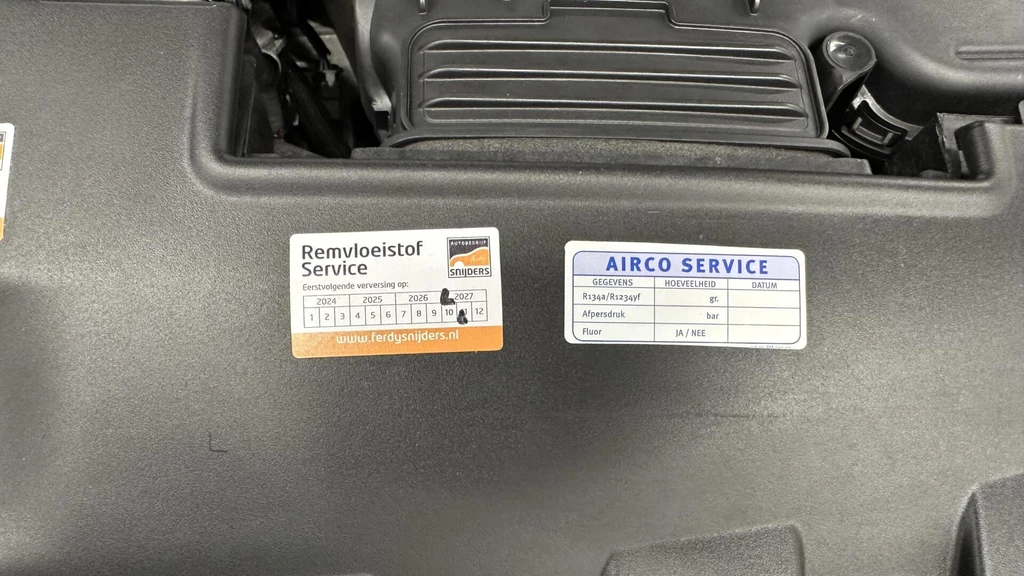 Remvloeistof
Service
AUTOBEDRIJF
SNIJDERS
Eerstvolgende verversing op:
2024 2025 2026 2027
1 2 3 4 5 6 7 8 9 10 12
www.ferdysnijders.nl
AIRCO SERVICE
GEGEVENS HOEVEELHEID DATUM
R134a/R1234yf gr.
Afpersdruk bar
Fluor JA / NEE